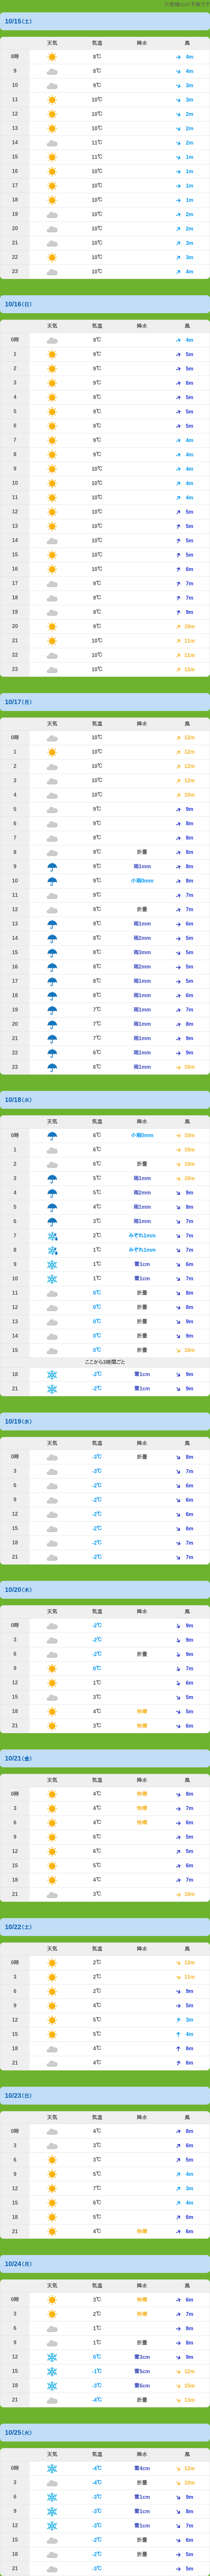 山の予報です
10/15(土)
天気 気温 降水 風
8時 8℃ 4m
9 8℃ 4m
10 9℃ 3m
11 10℃ 3m
12 10℃ 2m
13 10℃ 2m
14 11℃ 2m
15 11℃ 1m
16 10℃ 1m
17 10℃ 1m
18 10℃ 1m
19 10℃ 2m
20 10℃ 2m
21 10℃ 3m
22 10℃ 3m
23 10℃ 4m
10/16(日)
天気 気温 降水 風
0時 9℃ 4m
1 9℃ 5m
2 9℃ 5m
3 9℃ 6m
4 9℃ 5m
5 9℃ 5m
6 9℃ 5m
7 9℃ 4m
8 9℃ 4m
9 10℃ 4m
10 10℃ 4m
11 10℃ 4m
12 10℃ 5m
13 10℃ 5m
14 10℃ 5m
15 10℃ 5m
16 10℃ 6m
17 9℃ 7m
18 9℃ 7m
19 9℃ 9m
20 9℃ 10m
21 10℃ 11m
22 10℃ 11m
23 10℃ 12m
10/17(月)
天気 気温 降水 風
0時 10℃ 12m
1 10℃ 12m
2 10℃ 12m
3 10℃ 12m
4 10℃ 10m
5 9℃ 9m
6 9℃ 8m
7 9℃ 8m
8 9℃ 折畳 8m
9 9℃ 雨1mm 8m
10 9℃ 小雨0mm 8m
11 9℃ 7m
12 9℃ 折畳 7m
13 9℃ 雨1mm 6m
14 8℃ 雨2mm 5m
15 8℃ 雨3mm 5m
16 8℃ 雨2mm 5m
17 8℃ 雨1mm 5m
18 8℃ 雨1mm 6m
19 7℃ 雨1mm 7m
20 7℃ 雨1mm 8m
21 7℃ 雨1mm 9m
22 6℃ 雨1mm 9m
23 6℃ 雨1mm 10m
10/18(火)
天気 気温 降水 風
0時 6℃ 小雨0mm 10m
1 6℃ 10m
2 6℃ 折畳 10m
3 5℃ 雨1mm 10m
4 5℃ 雨2mm 9m
5 4℃ 雨1mm 8m
6 3℃ 雨1mm 7m
7 2℃ みぞれ1mm 7m
8 1℃ みぞれ1mm 7m
9 1℃ 雪1cm 6m
10 1℃ 雪1cm 7m
11 0℃ 折畳 8m
12 0℃ 折畳 8m
13 0℃ 折畳 9m
14 0℃ 折畳 9m
15 0℃ 折畳 10m
ここから3時間ごと
18 -2℃ 雪1cm 9m
21 -2℃ 雪1cm 9m
10/19(水)
天気 気温 降水 風
0時 -3℃ 折畳 8m
3 -3℃ 7m
6 -2℃ 6m
9 -2℃ 6m
12 -2℃ 6m
15 -2℃ 6m
18 -2℃ 7m
21 -2℃ 7m
10/20(木)
天気 気温 降水 風
0時 -2℃ 9m
3 -2℃ 9m
6 -2℃ 折畳 9m
9 0℃ 7m
12 1℃ 6m
15 3℃ 5m
18 4℃ 快晴 5m
21 3℃ 快晴 6m
10/21(金)
天気 気温 降水 風
0時 4℃ 快晴 8m
3 4℃ 快晴 7m
6 4℃ 快晴 6m
9 6℃ 5m
12 6℃ 5m
15 5℃ 6m
18 4℃ 7m
21 3℃ 10m
10/22(土)
天気 気温 降水 風
0時 2℃ 13m
3 2℃ 11m
6 2℃ 9m
9 4℃ 5m
12 5℃ 3m
15 5℃ 4m
18 4℃ 6m
21 4℃ 6m
10/23(日)
天気 気温 降水 風
0時 4℃ 8m
3 3℃ 6m
6 3℃ 5m
9 5℃ 4m
12 7℃ 3m
15 6℃ 4m
18 5℃ 6m
21 4℃ 快晴 6m
10/24(月)
天気 気温 降水 風
0時 3℃ 快晴 6m
3 2℃ 快晴 7m
6 1℃ 8m
9 1℃ 折畳 8m
12 0℃ 雪3cm 9m
15 -1℃ 雪5cm 12m
18 -3℃ 雪6cm 15m
21 -4℃ 折畳 13m
10/25(火)
天気 気温 降水 風
0時 -4℃ 雪4cm 12m
3 -4℃ 折畳 10m
6 -3℃ 雪1cm 9m
9 -3℃ 雪1cm 8m
12 -3℃ 雪1cm 7m
15 -2℃ 折畳 6m
18 -2℃ 折畳 5m
21 -3℃ 5m